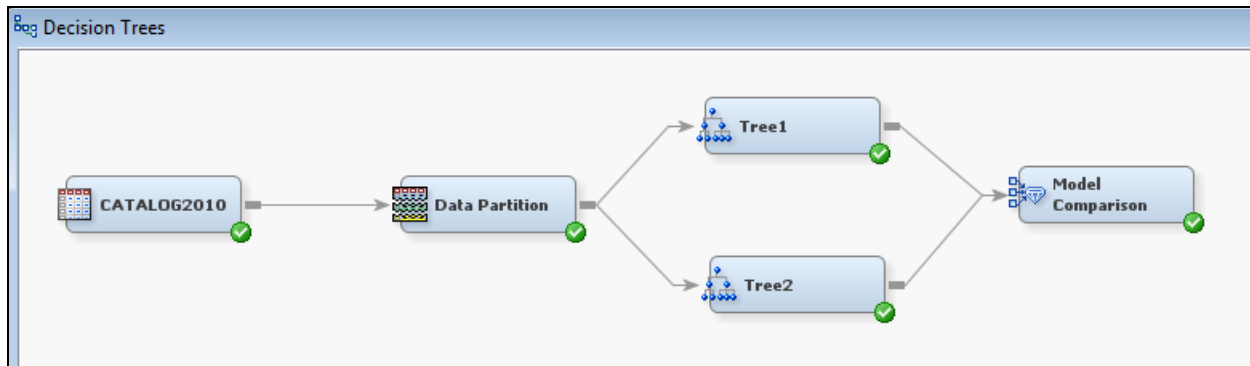 Decision Trees
Tree1
CATALOG2010
Data Partition
Model
Comparison
Tree2